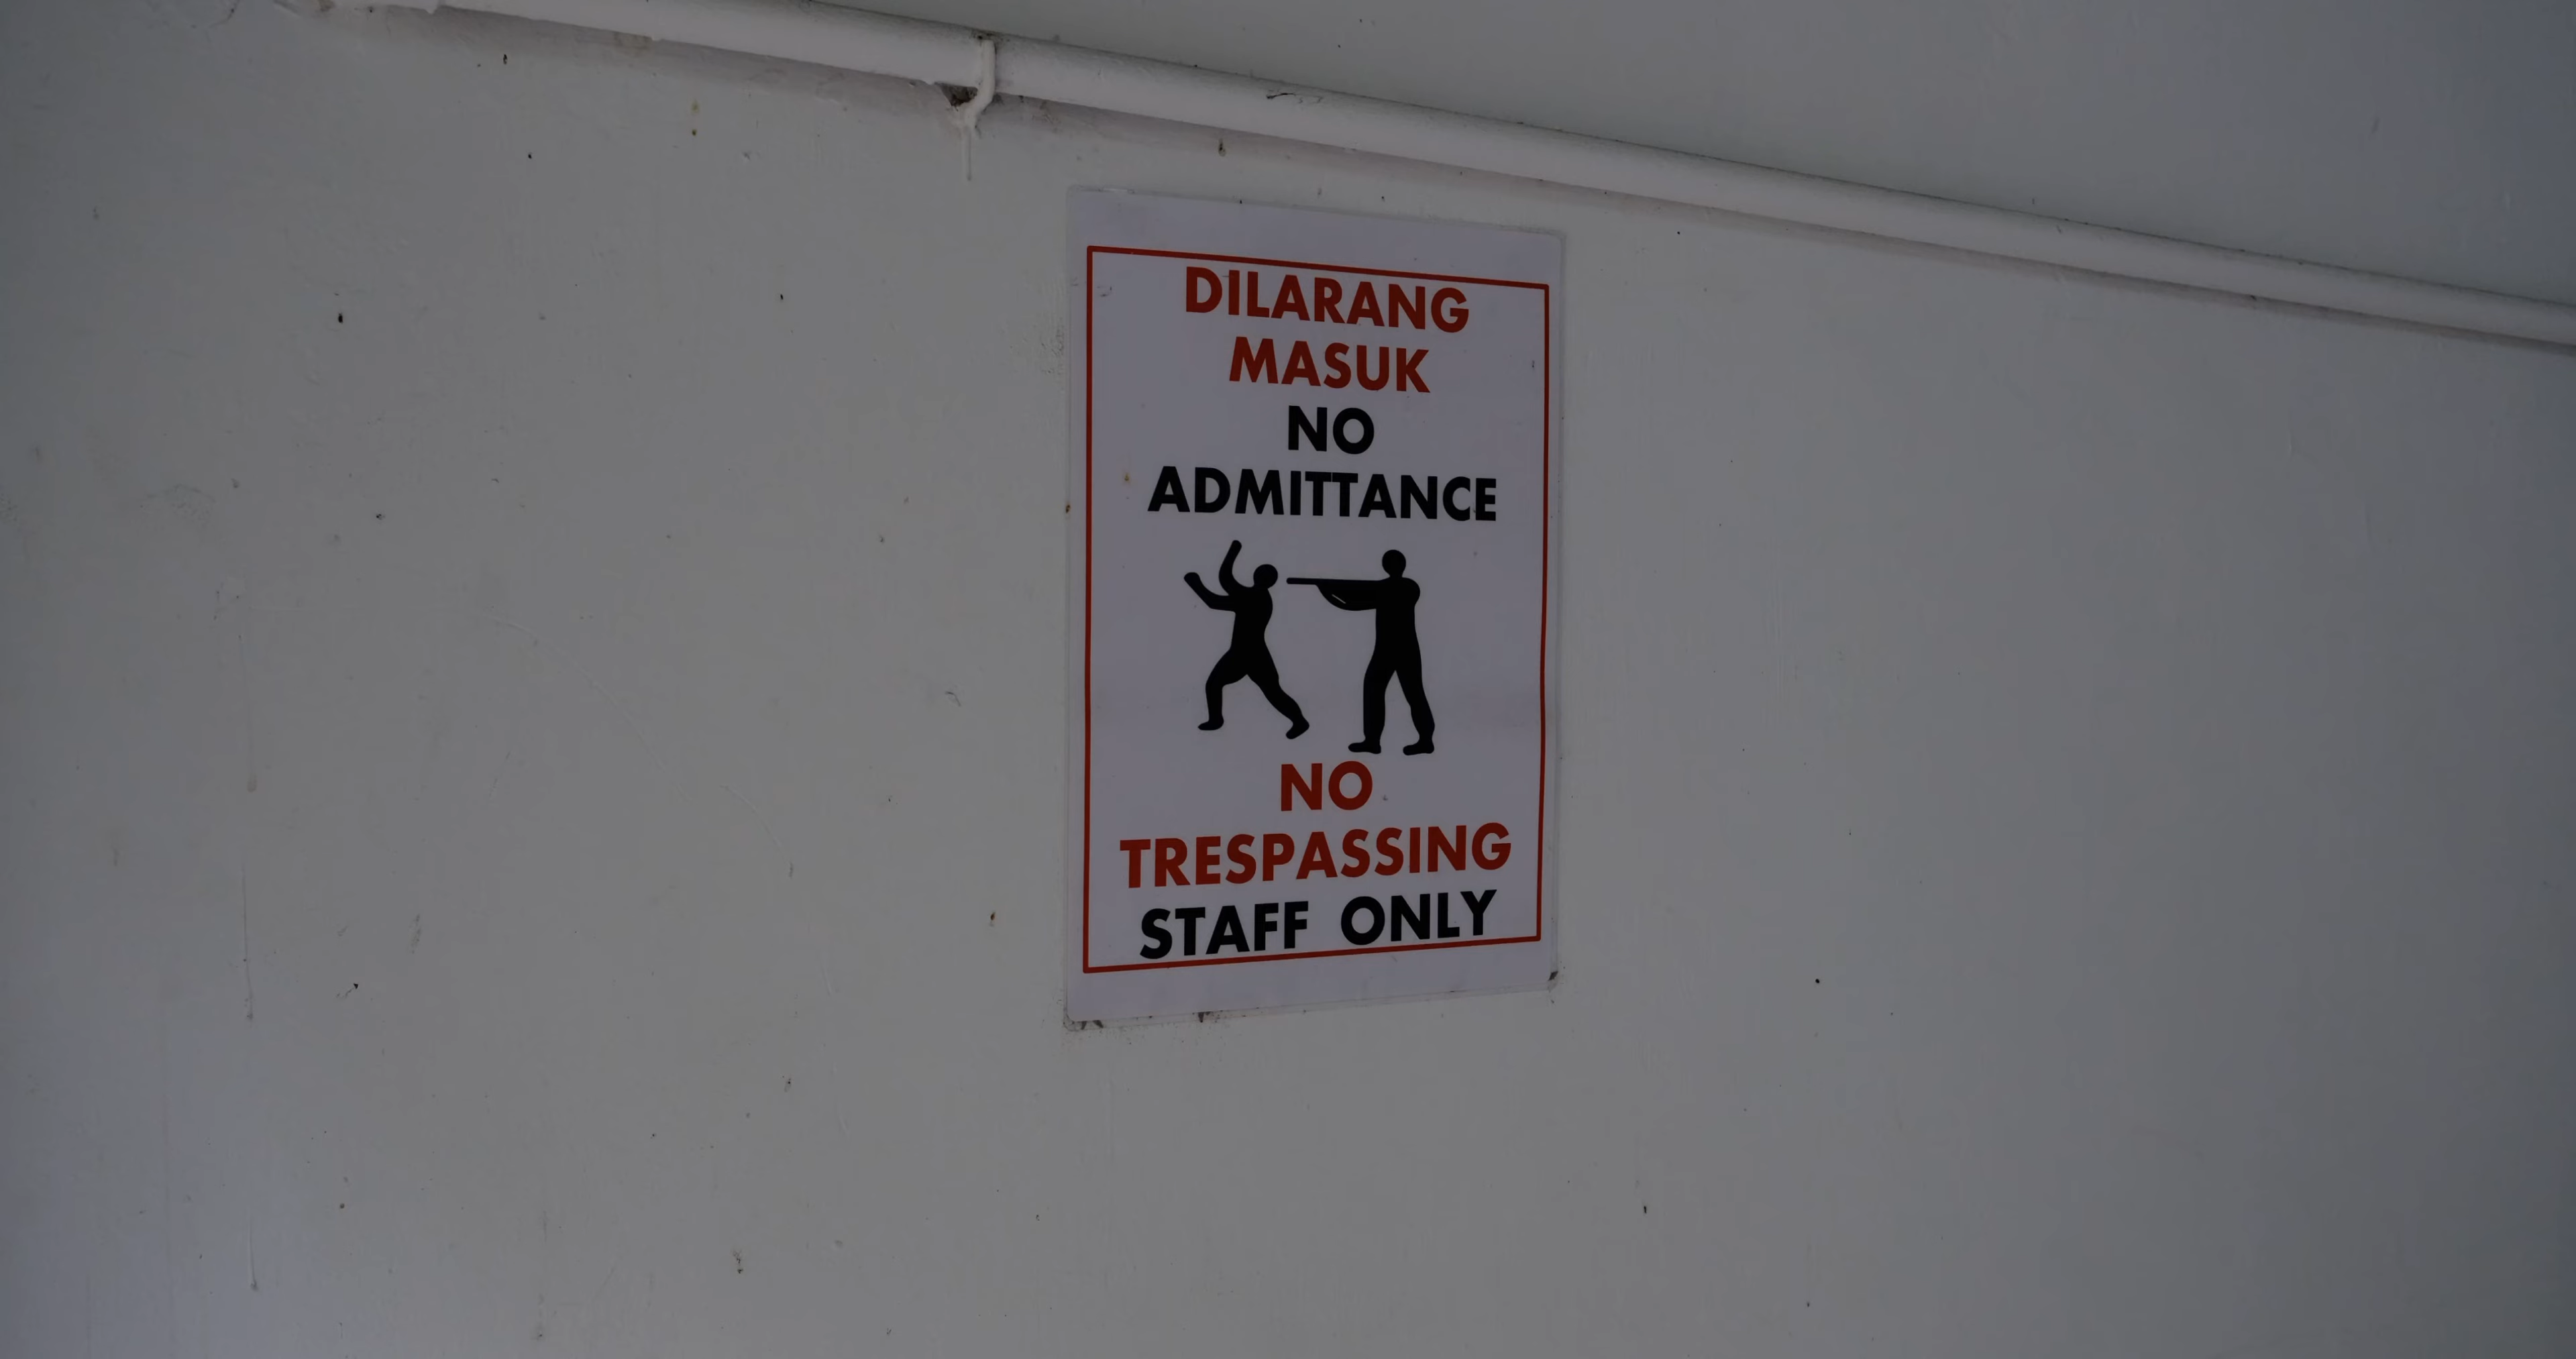 DILARANG
MASUK
NO
ADMITTANCE
NO
TRESPASSING
STAFF ONLY